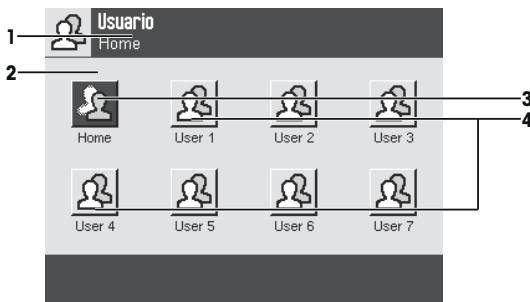 Usuario
1 Home
2
3
4
Home User 1 User 2 User 3
User 4 User 5 User 6 User 7